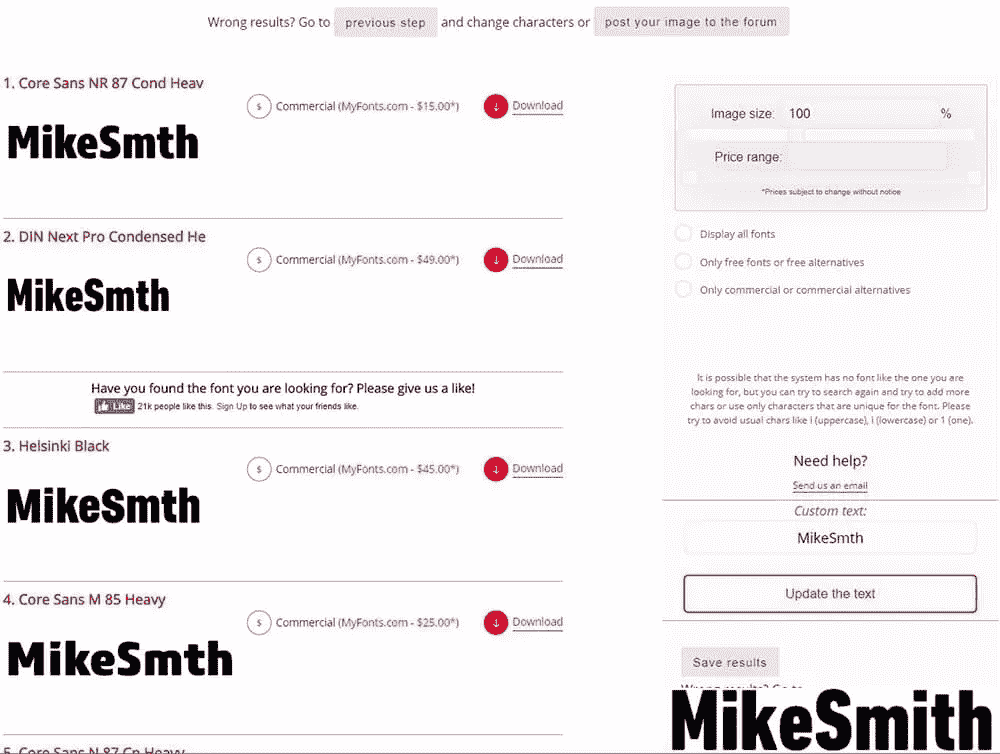 Wrong results? Go to previous step and change characters or post your image to the forum
1. Core Sans NR 87 Cond Heav
$ Commercial (MyFonts.com - $15.00*) Download
MikeSmth
2. DIN Next Pro Condensed He
$ Commercial (MyFonts.com - $49.00*) Download
MikeSmth
Have you found the font you are looking for? Please give us a like!
Like 21k people like this. Sign Up to see what your friends like.
3. Helsinki Black
$ Commercial (MyFonts.com - $45.00*) Download
MikeSmth
4. Core Sans M 85 Heavy
$ Commercial (MyFonts.com - $25.00*) Download
MikeSmth
5. Core Sans N 87 Cn Heavy
Image size: 100 %
Price range:
*Prices subject to change without notice
Display all fonts
Only free fonts or free alternatives
Only commercial or commercial alternatives
It is possible that the system has no font like the one you are
looking for, but you can try to search again and try to add more
chars or use only characters that are unique for the font. Please
try to avoid usual chars like I (uppercase), i (lowercase) or 1 (one).
Need help?
Send us an email
Custom text:
MikeSmth
Update the text
Save results
Wrong results? Go to
MikeSmith